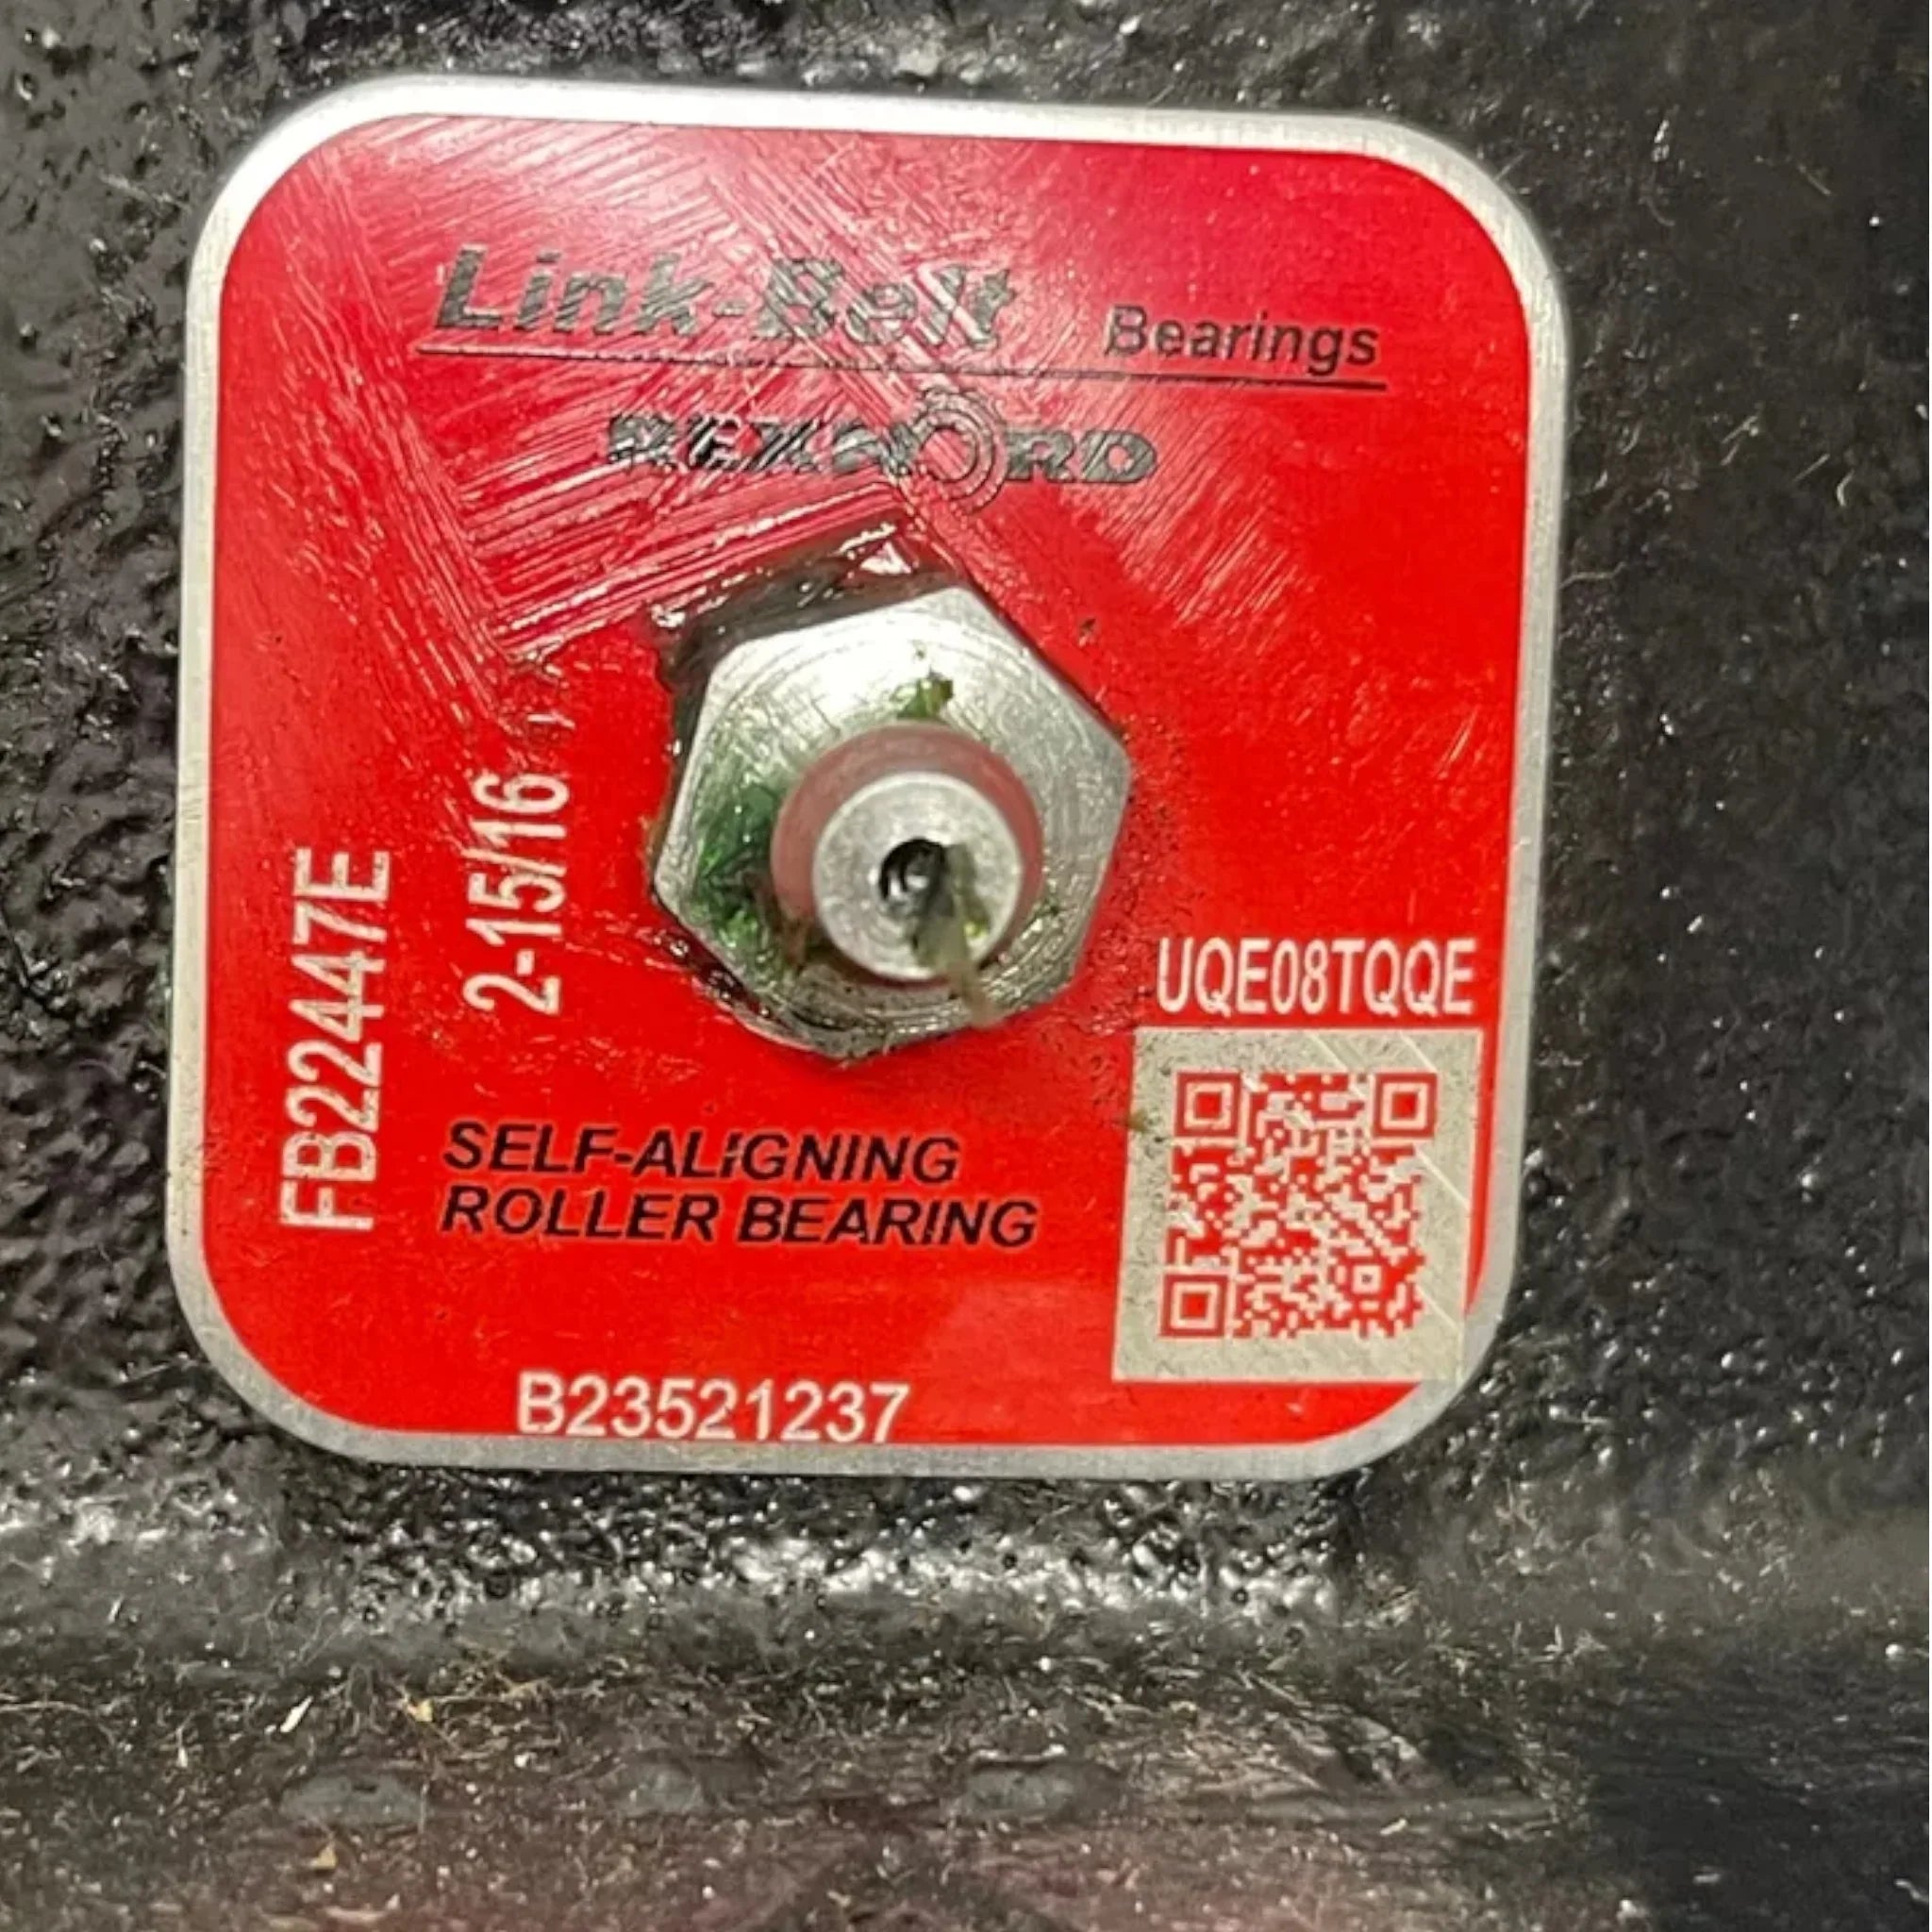 Link-Belt Bearings
REXNORD
FB22447E
2-15/16
UQE08TQQE
SELF-ALIGNING
ROLLER BEARING
B23521237